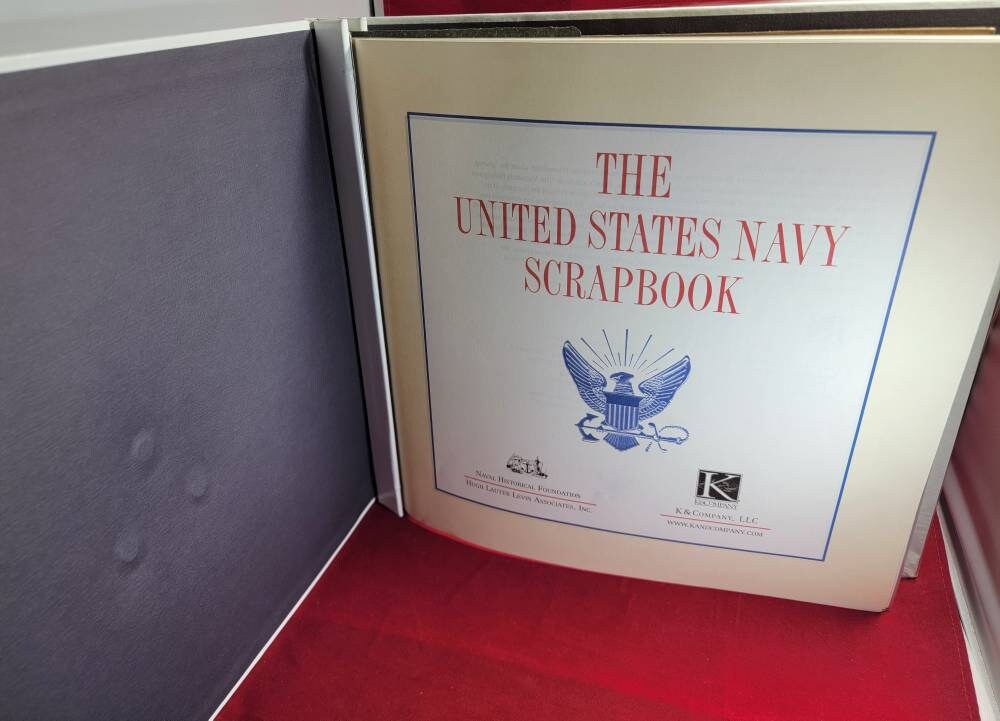 THE
UNITED STATES NAVY
SCRAPBOOK
NAVAL HISTORICAL FOUNDATION
HUGH LAUTER LEVIN ASSOCIATES, INC.
K
K&COMPANY
K & COMPANY, LLC
WWW.KANDCOMPANY.COM